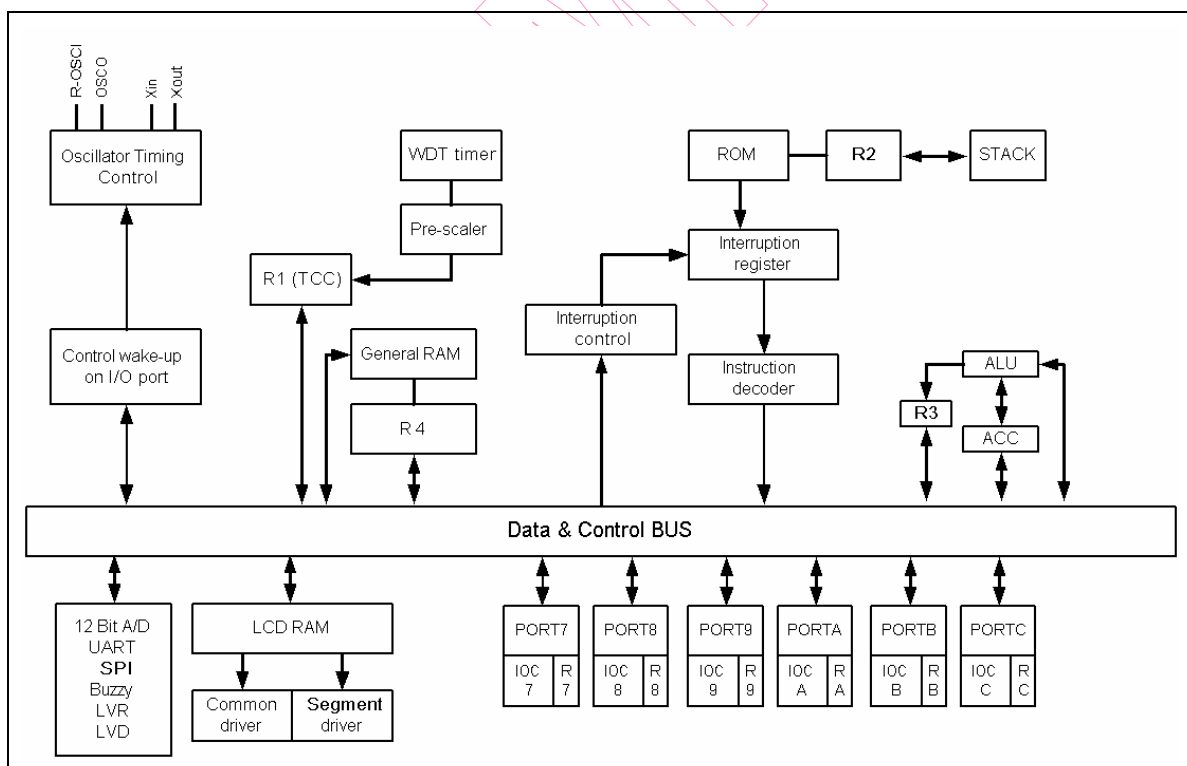 R-OSCI
OSCO
Xin
Xout
Oscillator Timing
Control
WDT timer
ROM
R2
STACK
Pre-scaler
Interruption
register
R1 (TCC)
Interruption
control
Control wake-up
on I/O port
General RAM
Instruction
decoder
ALU
R3
R 4
ACC
Data & Control BUS
12 Bit A/D
UART
SPI
Buzzy
LVR
LVD
LCD RAM
Common
driver
Segment
driver
PORT7
IOC
7
R
7
PORT8
IOC
8
R
8
PORT9
IOC
9
R
9
PORTA
IOC
A
R
A
PORTB
IOC
B
R
B
PORTC
IOC
C
R
C